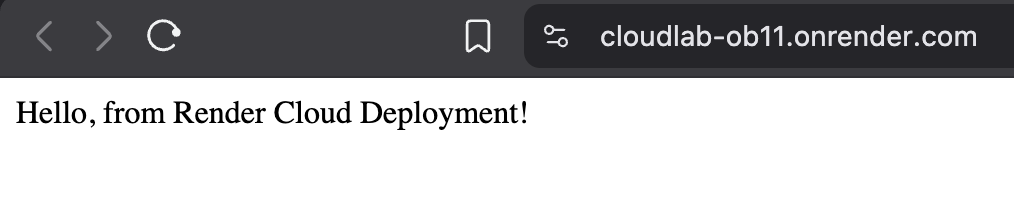 cloudlab-ob11.onrender.com
Hello, from Render Cloud Deployment!